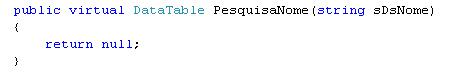 public virtual DataTable PesquisaNome(string sDsNome)
{
    return null;
}